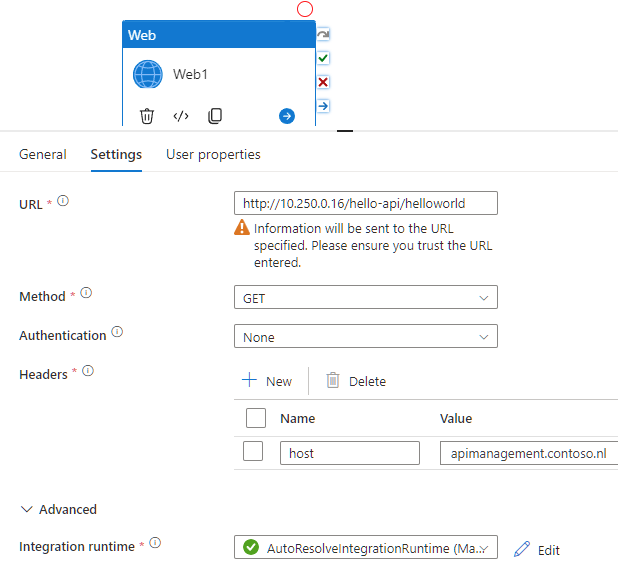 Web
Web1
General Settings User properties
URL *
http://10.250.0.16/hello-api/helloworld
Information will be sent to the URL
specified. Please ensure you trust the URL
entered.
Method *
GET
Authentication
None
Headers *
New Delete
Name Value
host apimanagement.contoso.nl
Advanced
Integration runtime *
AutoResolveIntegrationRuntime (Ma...
Edit